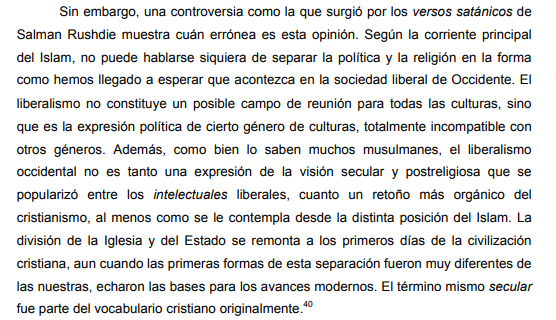 Sin embargo, una controversia como la que surgió por los versos satánicos de
Salman Rushdie muestra cuán errónea es esta opinión. Según la corriente principal
del Islam, no puede hablarse siquiera de separar la política y la religión en la forma
como hemos llegado a esperar que acontezca en la sociedad liberal de Occidente. El
liberalismo no constituye un posible campo de reunión para todas las culturas, sino
que es la expresión política de cierto género de culturas, totalmente incompatible con
otros géneros. Además, como bien lo saben muchos musulmanes, el liberalismo
occidental no es tanto una expresión de la visión secular y postreligiosa que se
popularizó entre los intelectuales liberales, cuanto un retoño más orgánico del
cristianismo, al menos como se le contempla desde la distinta posición del Islam. La
división de la Iglesia y del Estado se remonta a los primeros días de la civilización
cristiana, aun cuando las primeras formas de esta separación fueron muy diferentes de
las nuestras, echaron las bases para los avances modernos. El término mismo secular
fue parte del vocabulario cristiano originalmente.40